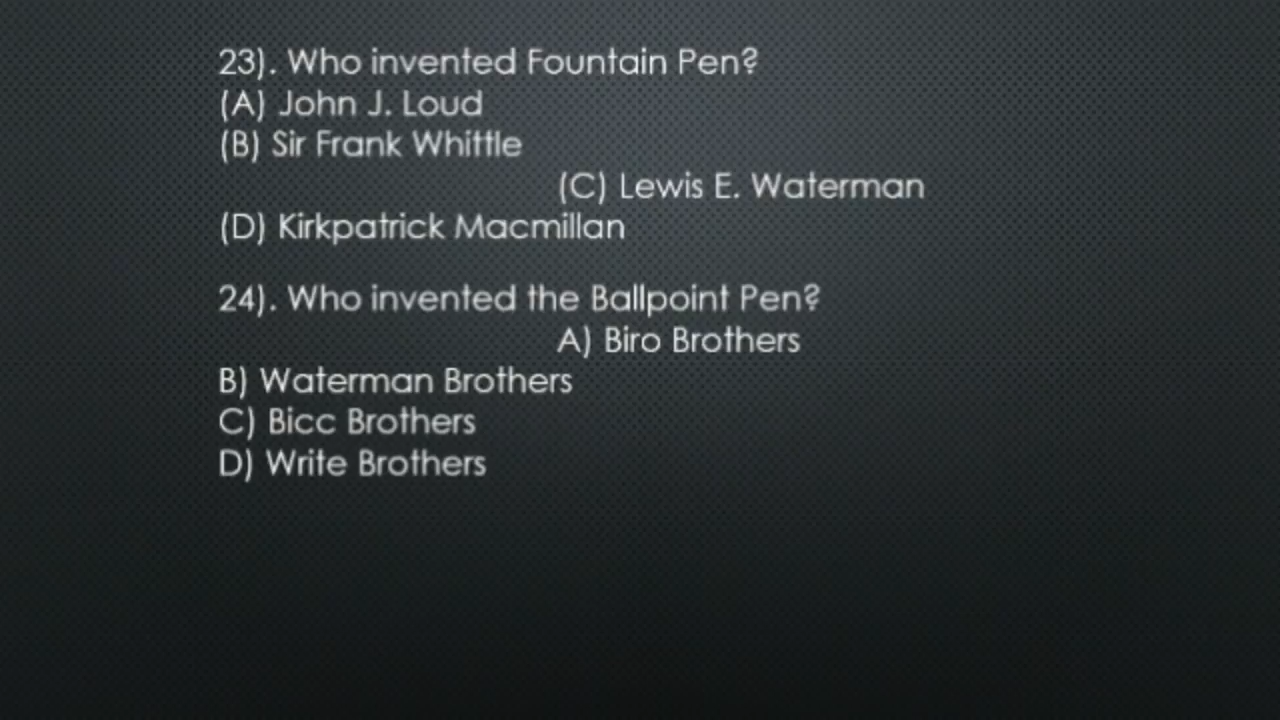 23). Who invented Fountain Pen?
(A) John J. Loud
(B) Sir Frank Whittle
(C) Lewis E. Waterman
(D) Kirkpatrick Macmillan
24). Who invented the Ballpoint Pen?
A) Biro Brothers
B) Waterman Brothers
C) Bicc Brothers
D) Write Brothers